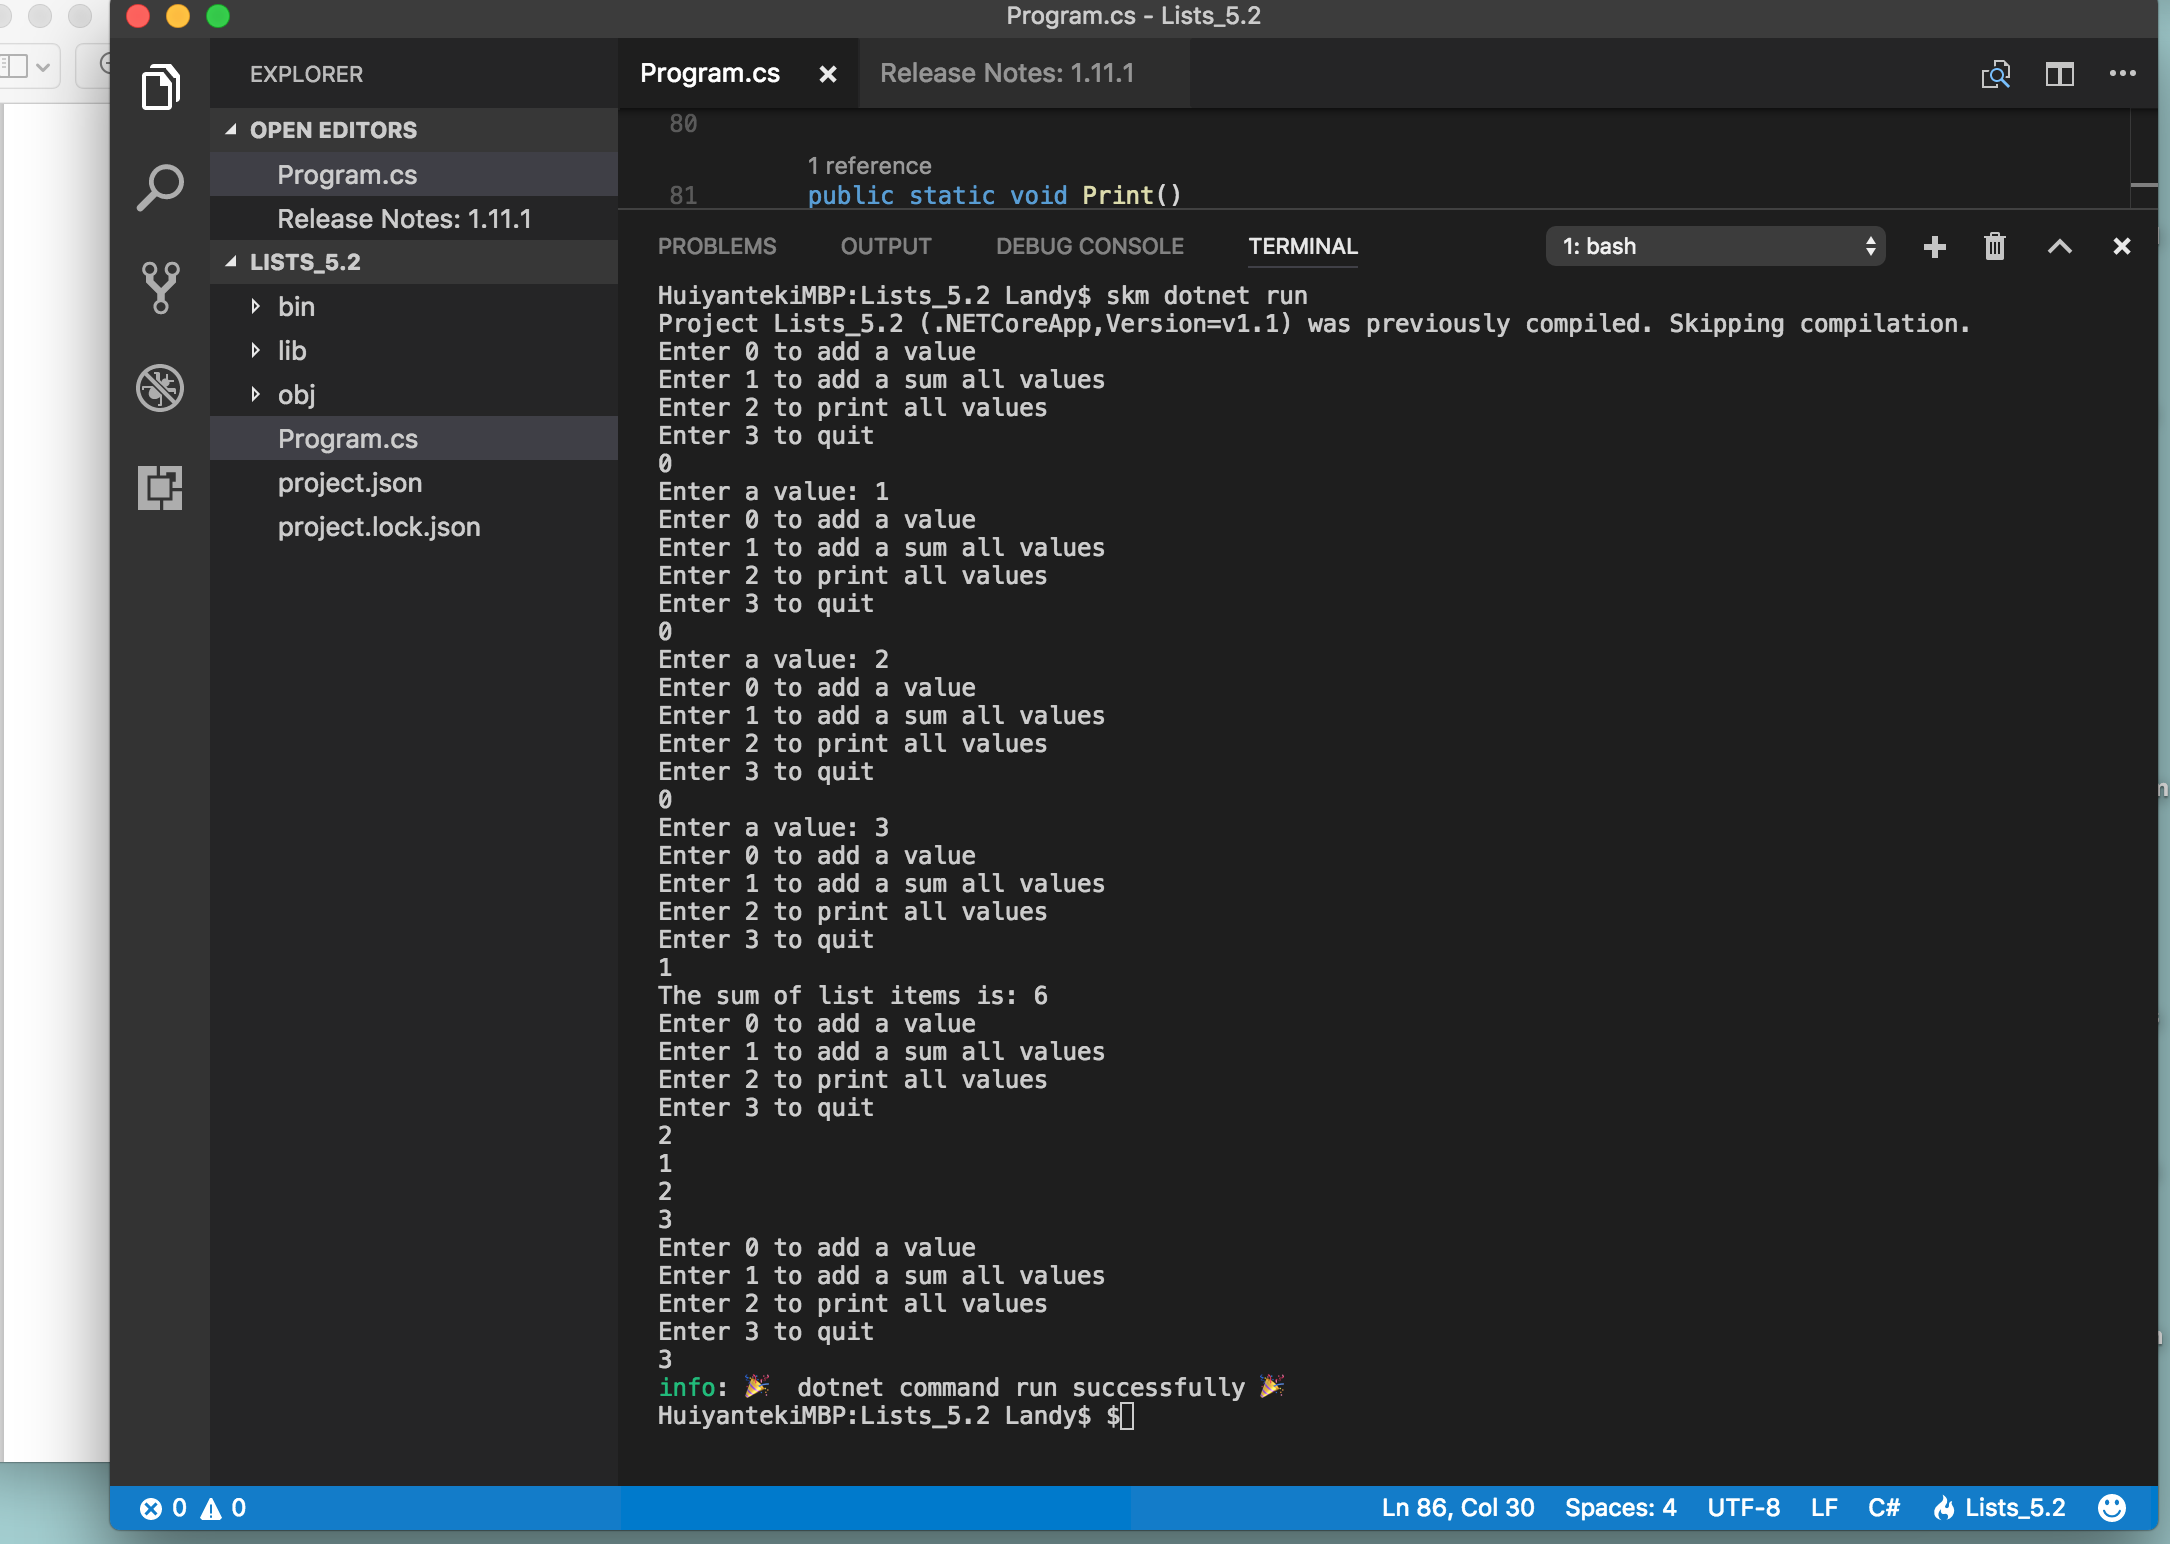 Program.cs - Lists_5.2
EXPLORER
OPEN EDITORS
Program.cs
Release Notes: 1.11.1
LISTS_5.2
bin
lib
obj
Program.cs
project.json
project.lock.json
Program.cs
Release Notes: 1.11.1
80
1 reference
81 public static void Print()
PROBLEMS OUTPUT DEBUG CONSOLE TERMINAL 1: bash
HuiyantekiMBP:Lists_5.2 Landy$ skm dotnet run
Project Lists_5.2 (.NETCoreApp,Version=v1.1) was previously compiled. Skipping compilation.
Enter 0 to add a value
Enter 1 to add a sum all values
Enter 2 to print all values
Enter 3 to quit
0
Enter a value: 1
Enter 0 to add a value
Enter 1 to add a sum all values
Enter 2 to print all values
Enter 3 to quit
0
Enter a value: 2
Enter 0 to add a value
Enter 1 to add a sum all values
Enter 2 to print all values
Enter 3 to quit
0
Enter a value: 3
Enter 0 to add a value
Enter 1 to add a sum all values
Enter 2 to print all values
Enter 3 to quit
1
The sum of list items is: 6
Enter 0 to add a value
Enter 1 to add a sum all values
Enter 2 to print all values
Enter 3 to quit
2
1
2
3
Enter 0 to add a value
Enter 1 to add a sum all values
Enter 2 to print all values
Enter 3 to quit
3
info: 🎉 dotnet command run successfully 🎉
HuiyantekiMBP:Lists_5.2 Landy$ $
0 0 Ln 86, Col 30 Spaces: 4 UTF-8 LF C# Lists_5.2